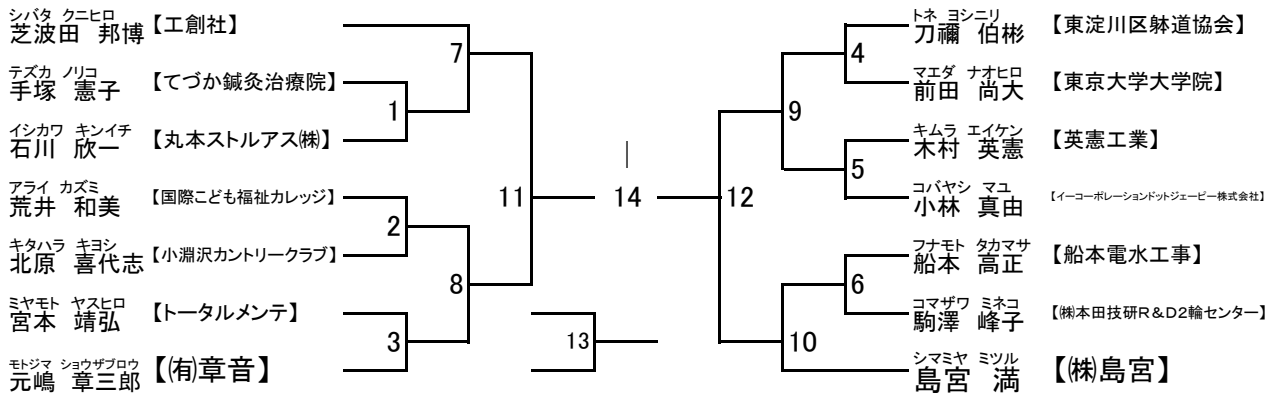 シバタ クニヒロ
芝波田 邦博 【工創社】
テズカ ノリコ
手塚 憲子 【てづか鍼灸治療院】
イシカワ キンイチ
石川 欣一 【丸本ストルアス㈱】
アライ カズミ
荒井 和美 【国際こども福祉カレッジ】
キタハラ キヨシ
北原 喜代志 【小淵沢カントリークラブ】
ミヤモト ヤスヒロ
宮本 靖弘 【トータルメンテ】
モトジマ ショウザブロウ
元嶋 章三郎 【㈲章音】
7
1
11
2
8
3
14
13
12
4
9
5
6
10
トネ ヨシニリ
刀禰 伯彬 【東淀川区躰道協会】
マエダ ナオヒロ
前田 尚大 【東京大学大学院】
キムラ エイケン
木村 英憲 【英憲工業】
コバヤシ マユ
小林 真由 【イーコーポレーションドットジェーピー株式会社】
フナモト タカマサ
船本 高正 【船本電水工事】
コマザワ ミネコ
駒澤 峰子 【㈱本田技研R&D2輪センター】
シマミヤ ミツル
島宮 満 【㈱島宮】